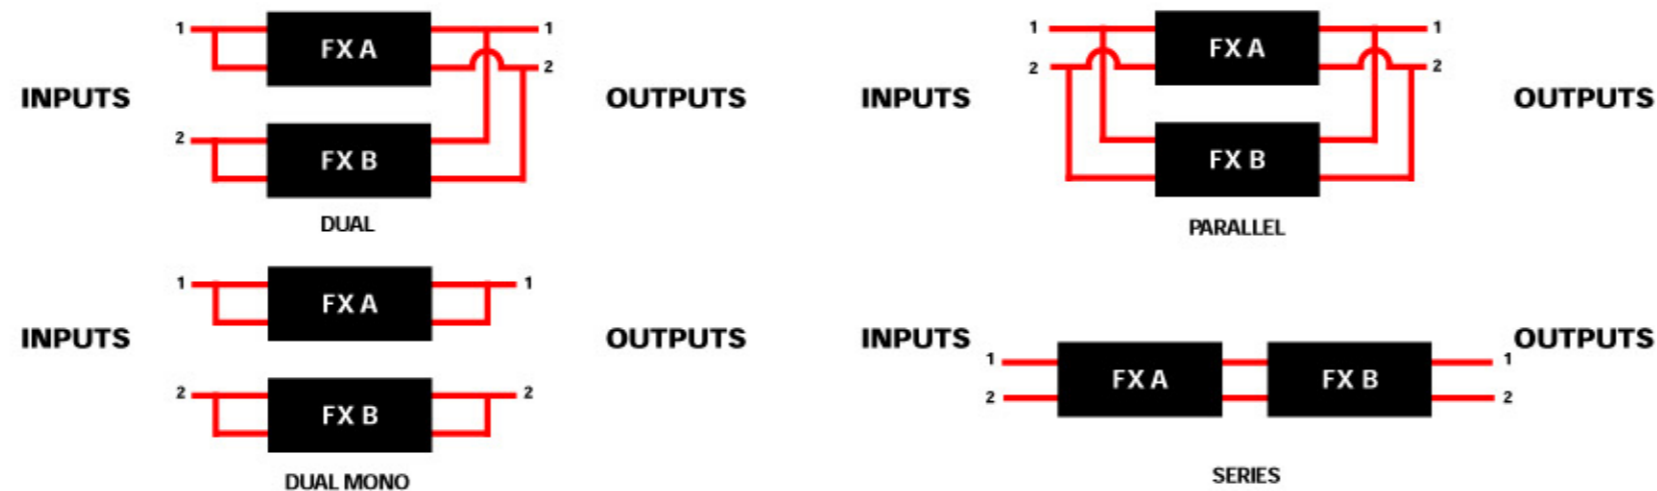 1
FX A
1
2
INPUTS
OUTPUTS
2
FX B
DUAL
1
FX A
1
2
2
INPUTS
OUTPUTS
FX B
PARALLEL
1
FX A
1
INPUTS
OUTPUTS
2
FX B
2
DUAL MONO
INPUTS
OUTPUTS
1
FX A
FX B
1
2
2
SERIES